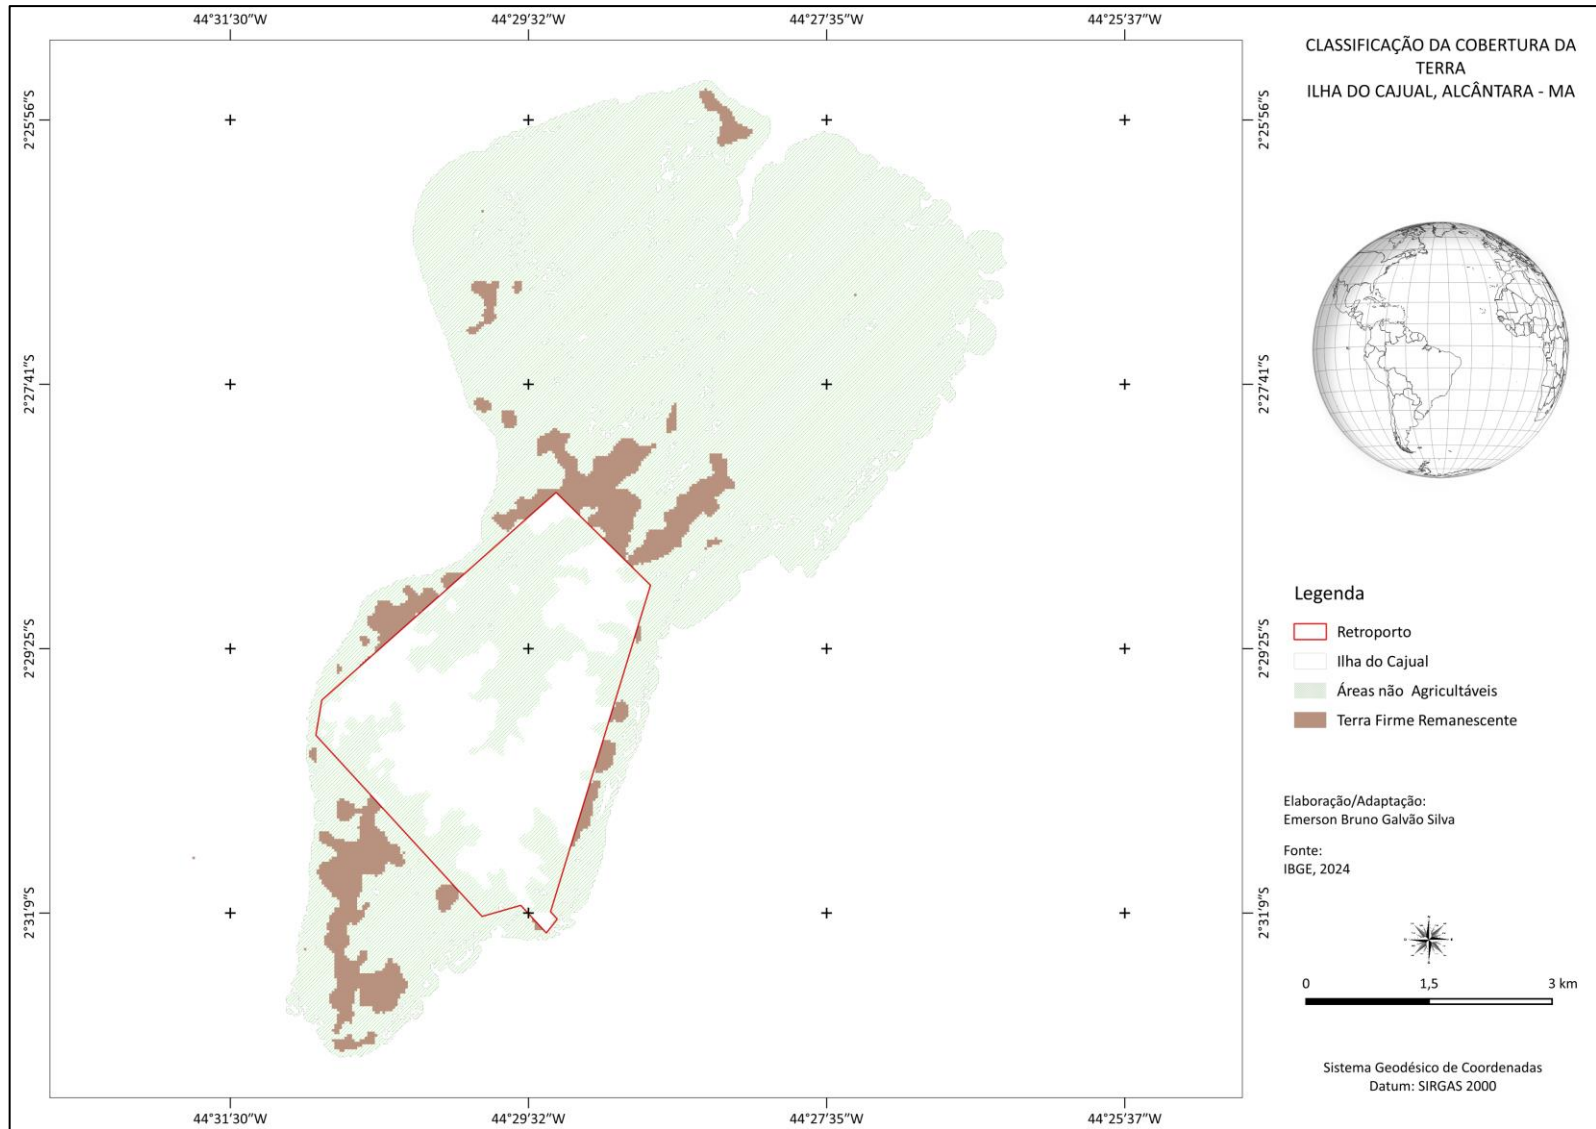 44°31'30"W
44°29'32"W
44°27'35"W
44°25'37"W
CLASSIFICAÇÃO DA COBERTURA DA
TERRA
ILHA DO CAJUAL, ALCÂNTARA - MA
2°25'56"S
2°25'56"S
2°27'41"S
2°27'41"S
2°29'25"S
2°29'25"S
2°31'9"S
2°31'9"S
Legenda
Retroporto
Ilha do Cajual
Áreas não Agricultáveis
Terra Firme Remanescente
Elaboração/Adaptação:
Emerson Bruno Galvão Silva
Fonte:
IBGE, 2024
0 1,5 3 km
Sistema Geodésico de Coordenadas
Datum: SIRGAS 2000
44°31'30"W
44°29'32"W
44°27'35"W
44°25'37"W